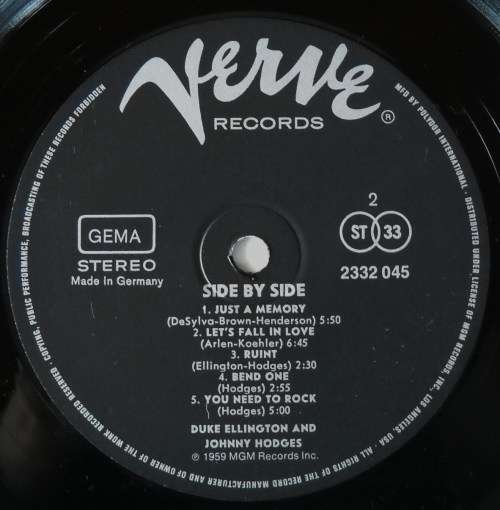 Verve
RECORDS
®
GEMA
STEREO
Made in Germany
2
ST 33
2332 045
SIDE BY SIDE
1. JUST A MEMORY
(DeSylva-Brown-Henderson) 5:50
2. LET'S FALL IN LOVE
(Arlen-Koehler) 6:45
3. RUINT
(Ellington-Hodges) 2:30
4. BEND ONE
(Hodges) 2:55
5. YOU NEED TO ROCK
(Hodges) 5:00
DUKE ELLINGTON AND
JOHNNY HODGES
℗ 1959 MGM Records Inc.
MFD BY POLYDOR INTERNATIONAL · DISTRIBUTED UNDER LICENSE OF MGM RECORDS, INC., LOS ANGELES, USA · ALL RIGHTS OF THE RECORD MANUFACTURER AND OF OWNER OF THE WORK RECORDED RESERVED · COPYING, PUBLIC PERFORMANCE, BROADCASTING OF THESE RECORDS FORBIDDEN